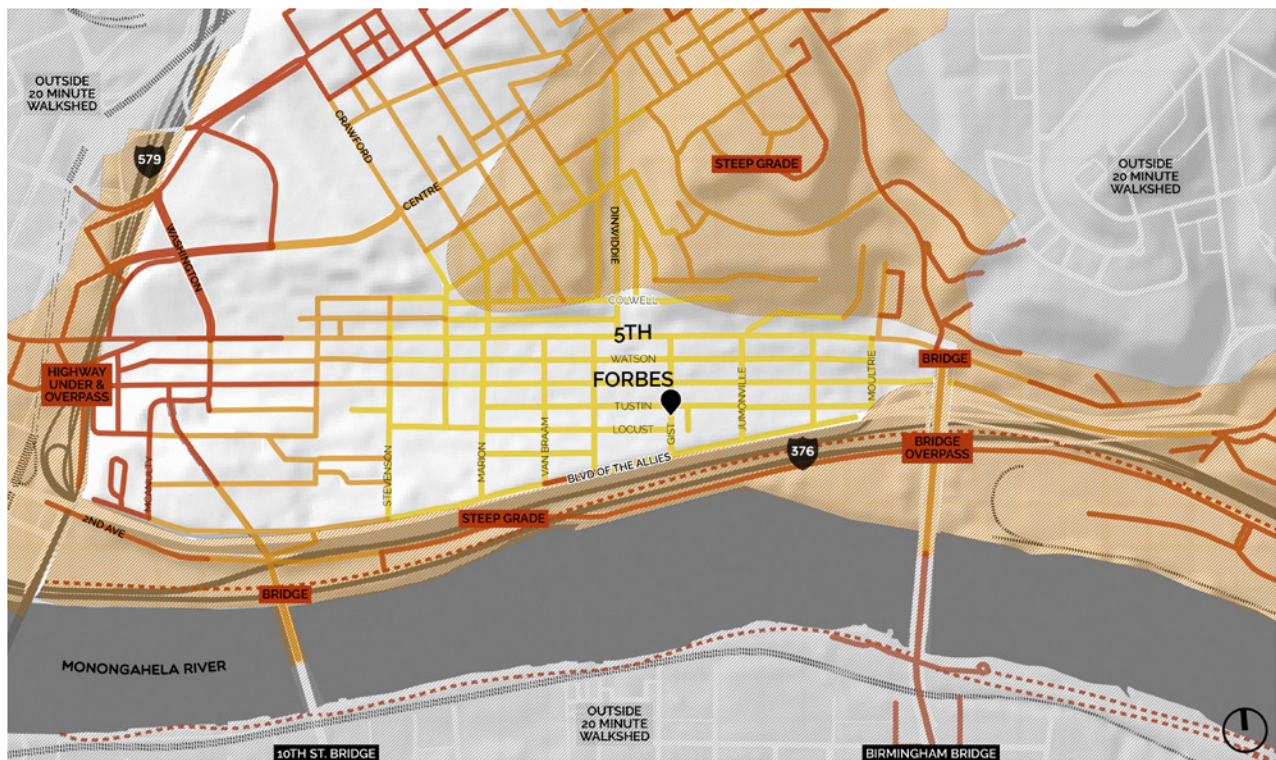 OUTSIDE
20 MINUTE
WALKSHED
579
CRAWFORD
CENTRE
STEEP GRADE
OUTSIDE
20 MINUTE
WALKSHED
WASHINGTON
DINWIDDIE
COLWELL
5TH
WATSON
FORBES
TUSTIN
LOCUST
HIGHWAY
UNDER &
OVERPASS
BRIDGE
MOULTRIE
JUMONVILLE
GIST
BRIDGE
OVERPASS
376
BLVD OF THE ALLIES
VAN BRAAM
MARION
STEVENSON
MCANULTY
2ND AVE
STEEP GRADE
BRIDGE
MONONGAHELA RIVER
OUTSIDE
20 MINUTE
WALKSHED
10TH ST. BRIDGE
BIRMINGHAM BRIDGE